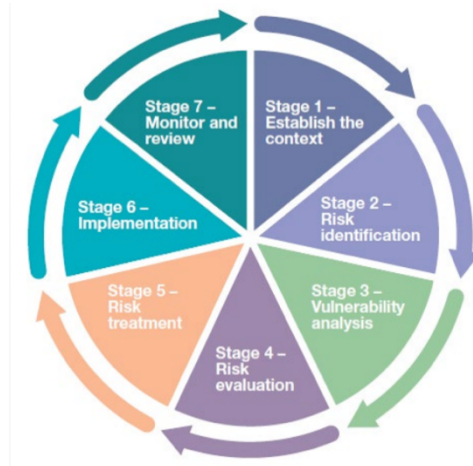 Stage 1 –
Establish the
context
Stage 2 –
Risk
identification
Stage 3 –
Vulnerability
analysis
Stage 4 –
Risk
evaluation
Stage 5 –
Risk
treatment
Stage 6 –
Implementation
Stage 7 –
Monitor and
review